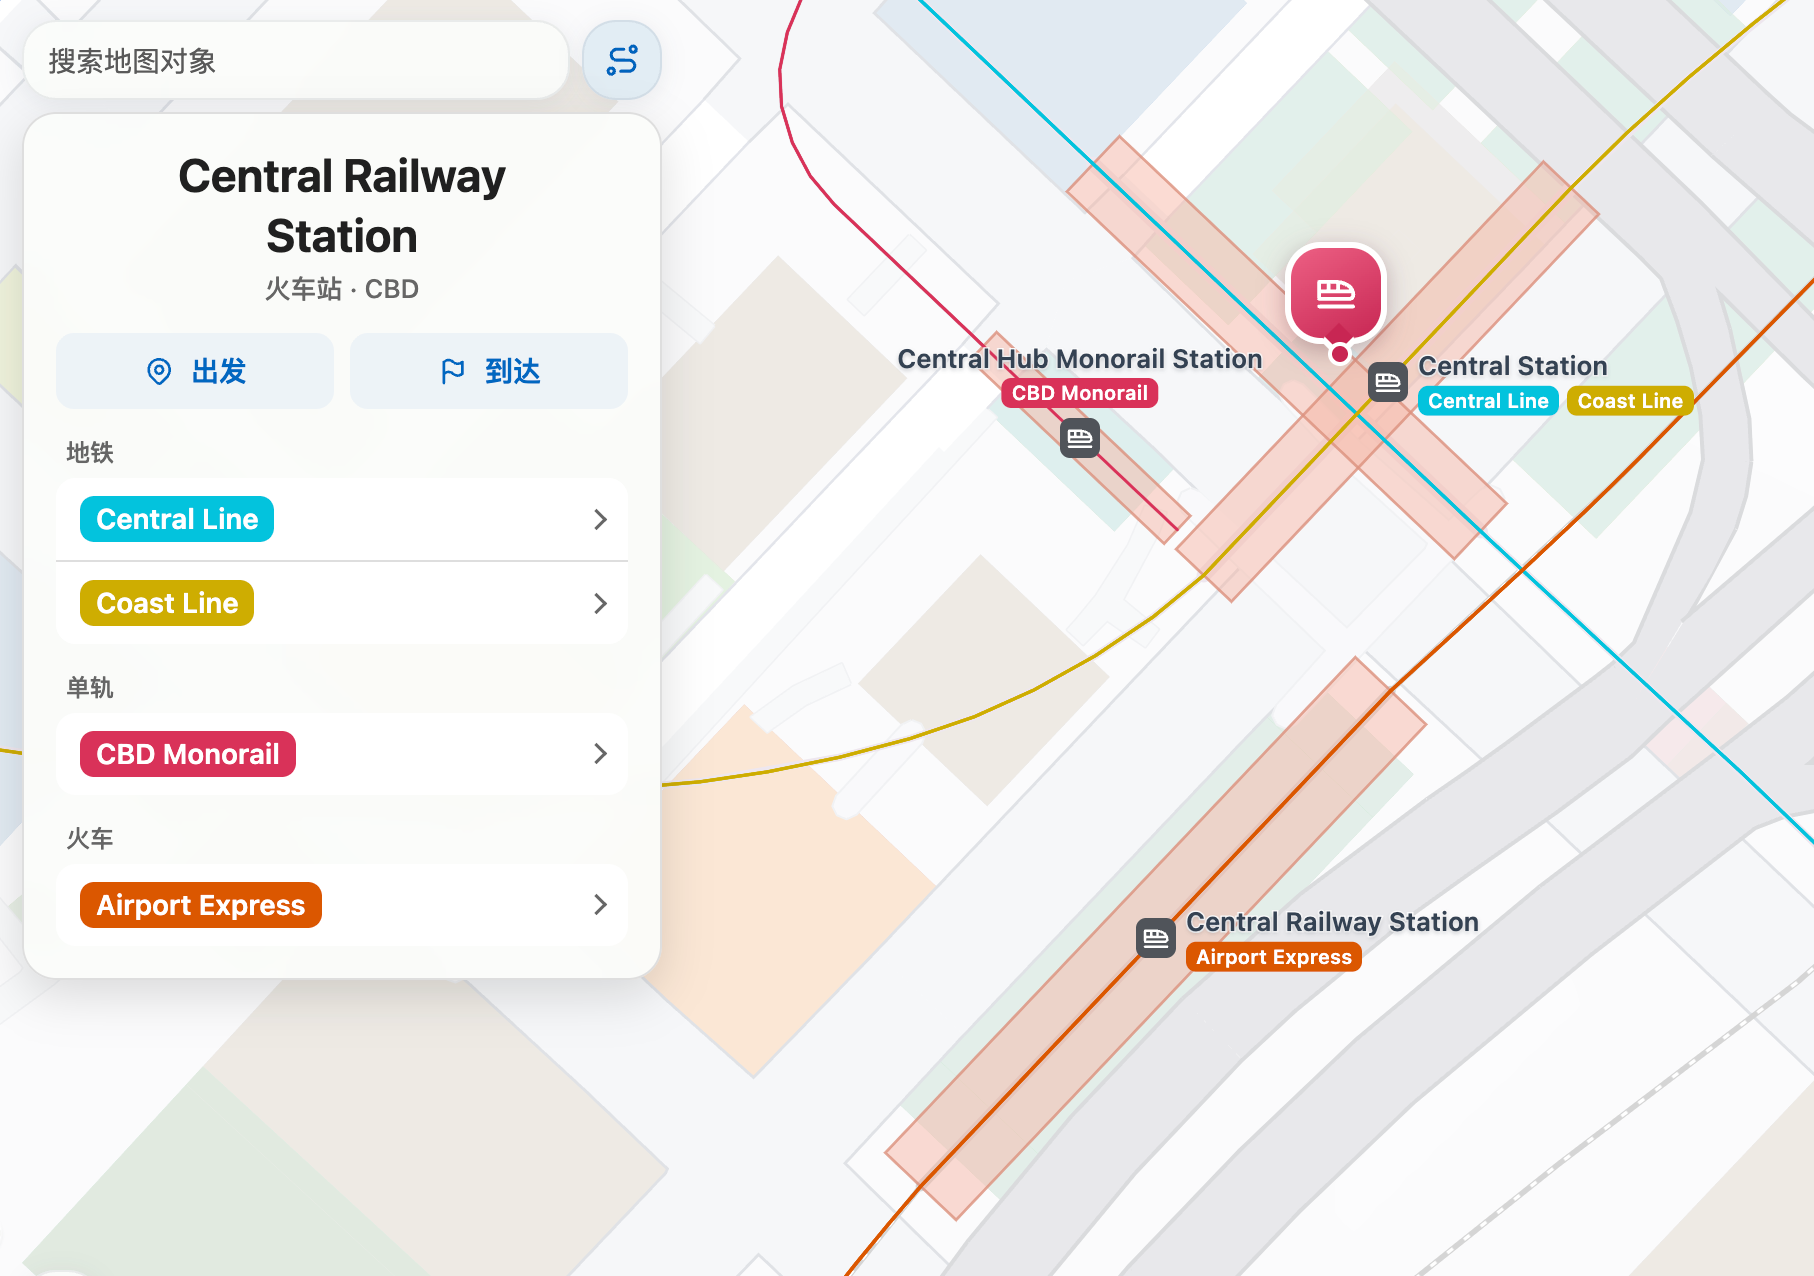 搜索地图对象
Central Railway
Station
火车站 · CBD
出发
到达
地铁
Central Line
Coast Line
单轨
CBD Monorail
火车
Airport Express
Central Hub Monorail Station
CBD Monorail
Central Station
Central Line
Coast Line
Central Railway Station
Airport Express